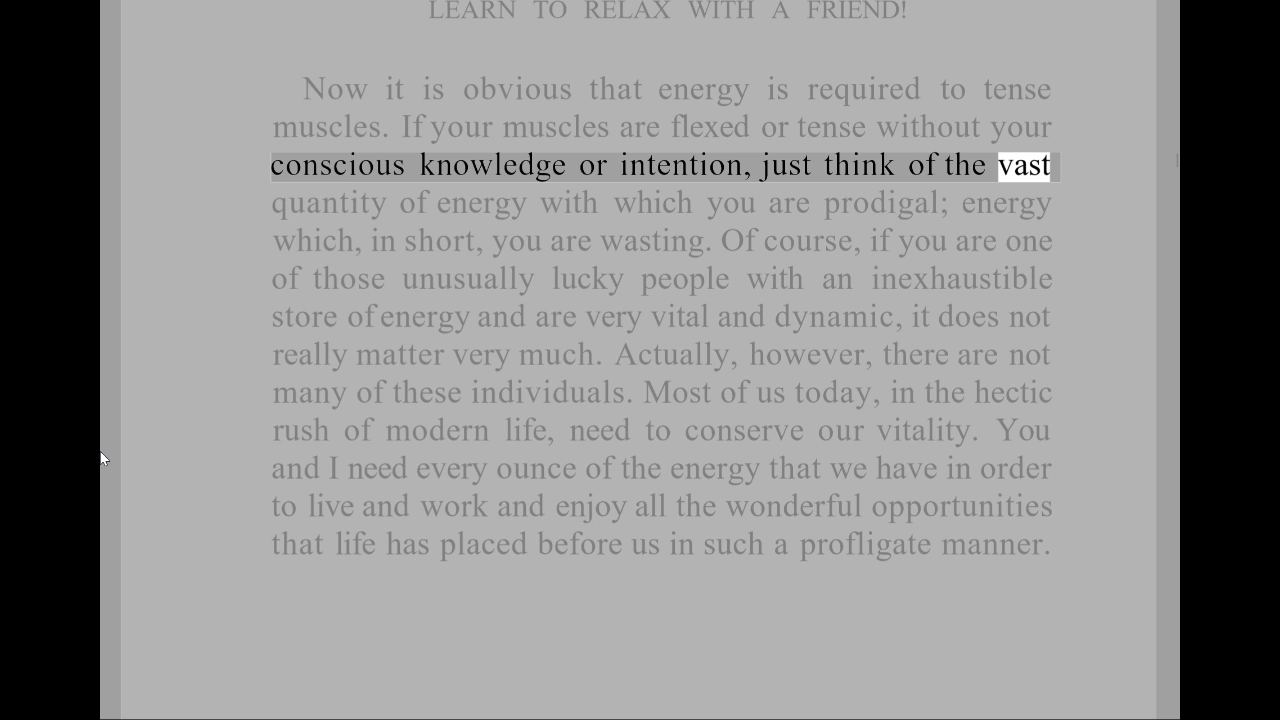 LEARN TO RELAX WITH A FRIEND!
Now it is obvious that energy is required to tense
muscles. If your muscles are flexed or tense without your
conscious knowledge or intention, just think of the vast
quantity of energy with which you are prodigal; energy
which, in short, you are wasting. Of course, if you are one
of those unusually lucky people with an inexhaustible
store of energy and are very vital and dynamic, it does not
really matter very much. Actually, however, there are not
many of these individuals. Most of us today, in the hectic
rush of modern life, need to conserve our vitality. You
and I need every ounce of the energy that we have in order
to live and work and enjoy all the wonderful opportunities
that life has placed before us in such a profligate manner.